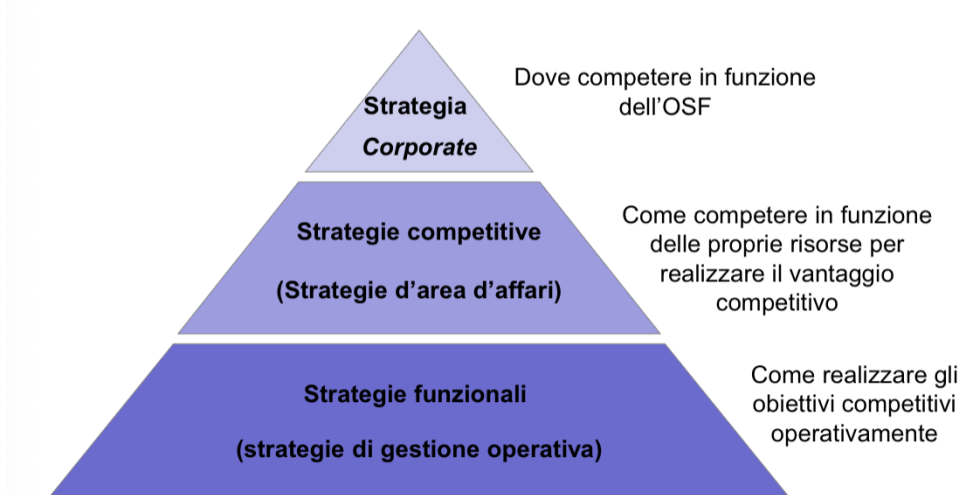 Strategia
Corporate
Dove competere in funzione
dell’OSF
Strategie competitive
(Strategie d’area d’affari)
Come competere in funzione
delle proprie risorse per
realizzare il vantaggio
competitivo
Strategie funzionali
(strategie di gestione operativa)
Come realizzare gli
obiettivi competitivi
operativamente